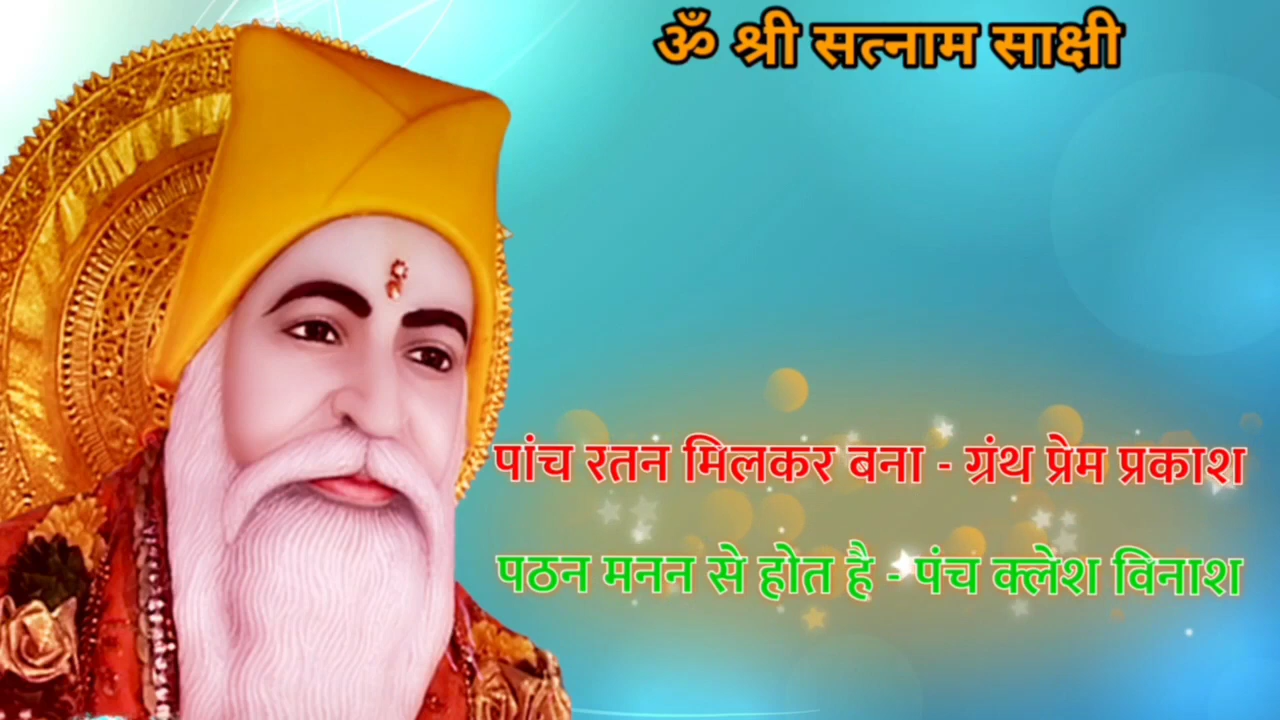 ॐ श्री सत्नाम साक्षी
पांच रतन मिलकर बना - ग्रंथ प्रेम प्रकाश
पठन मनन से होत है - पंच क्लेश विनाश